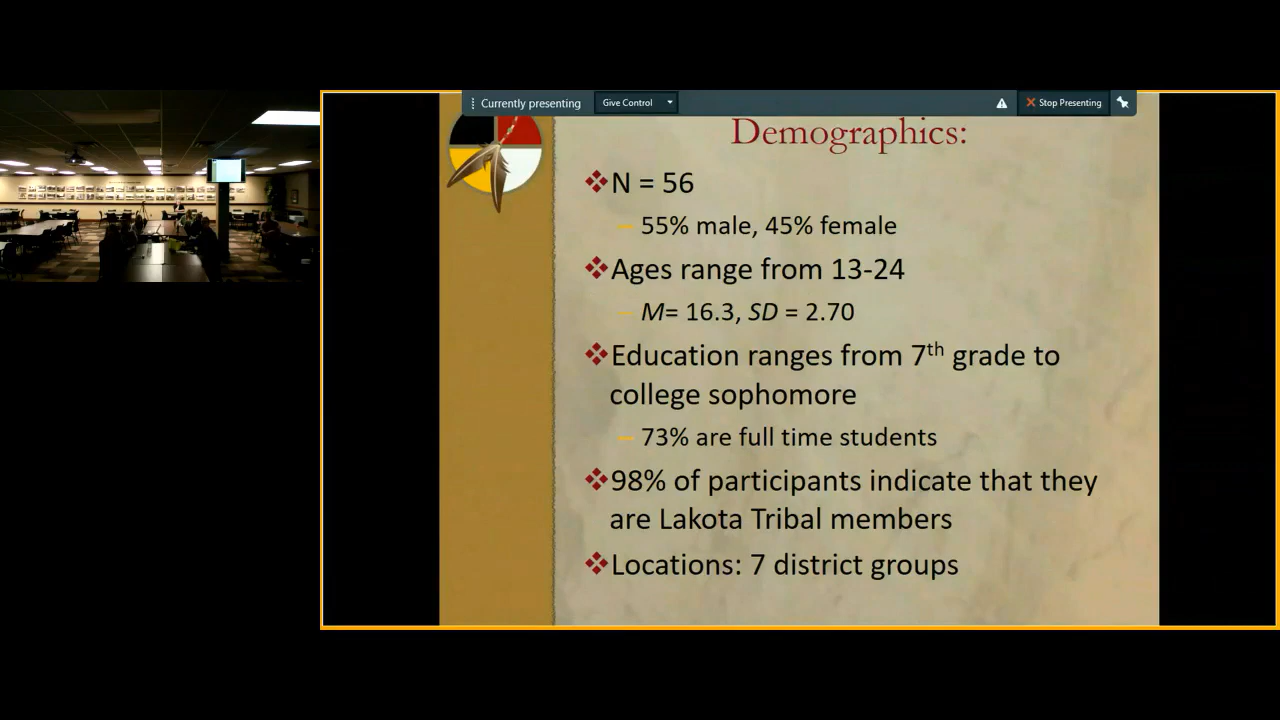 Currently presenting
Give Control
Stop Presenting
Demographics:
N = 56
– 55% male, 45% female
Ages range from 13-24
– M= 16.3, SD = 2.70
Education ranges from 7th grade to
college sophomore
– 73% are full time students
98% of participants indicate that they
are Lakota Tribal members
Locations: 7 district groups